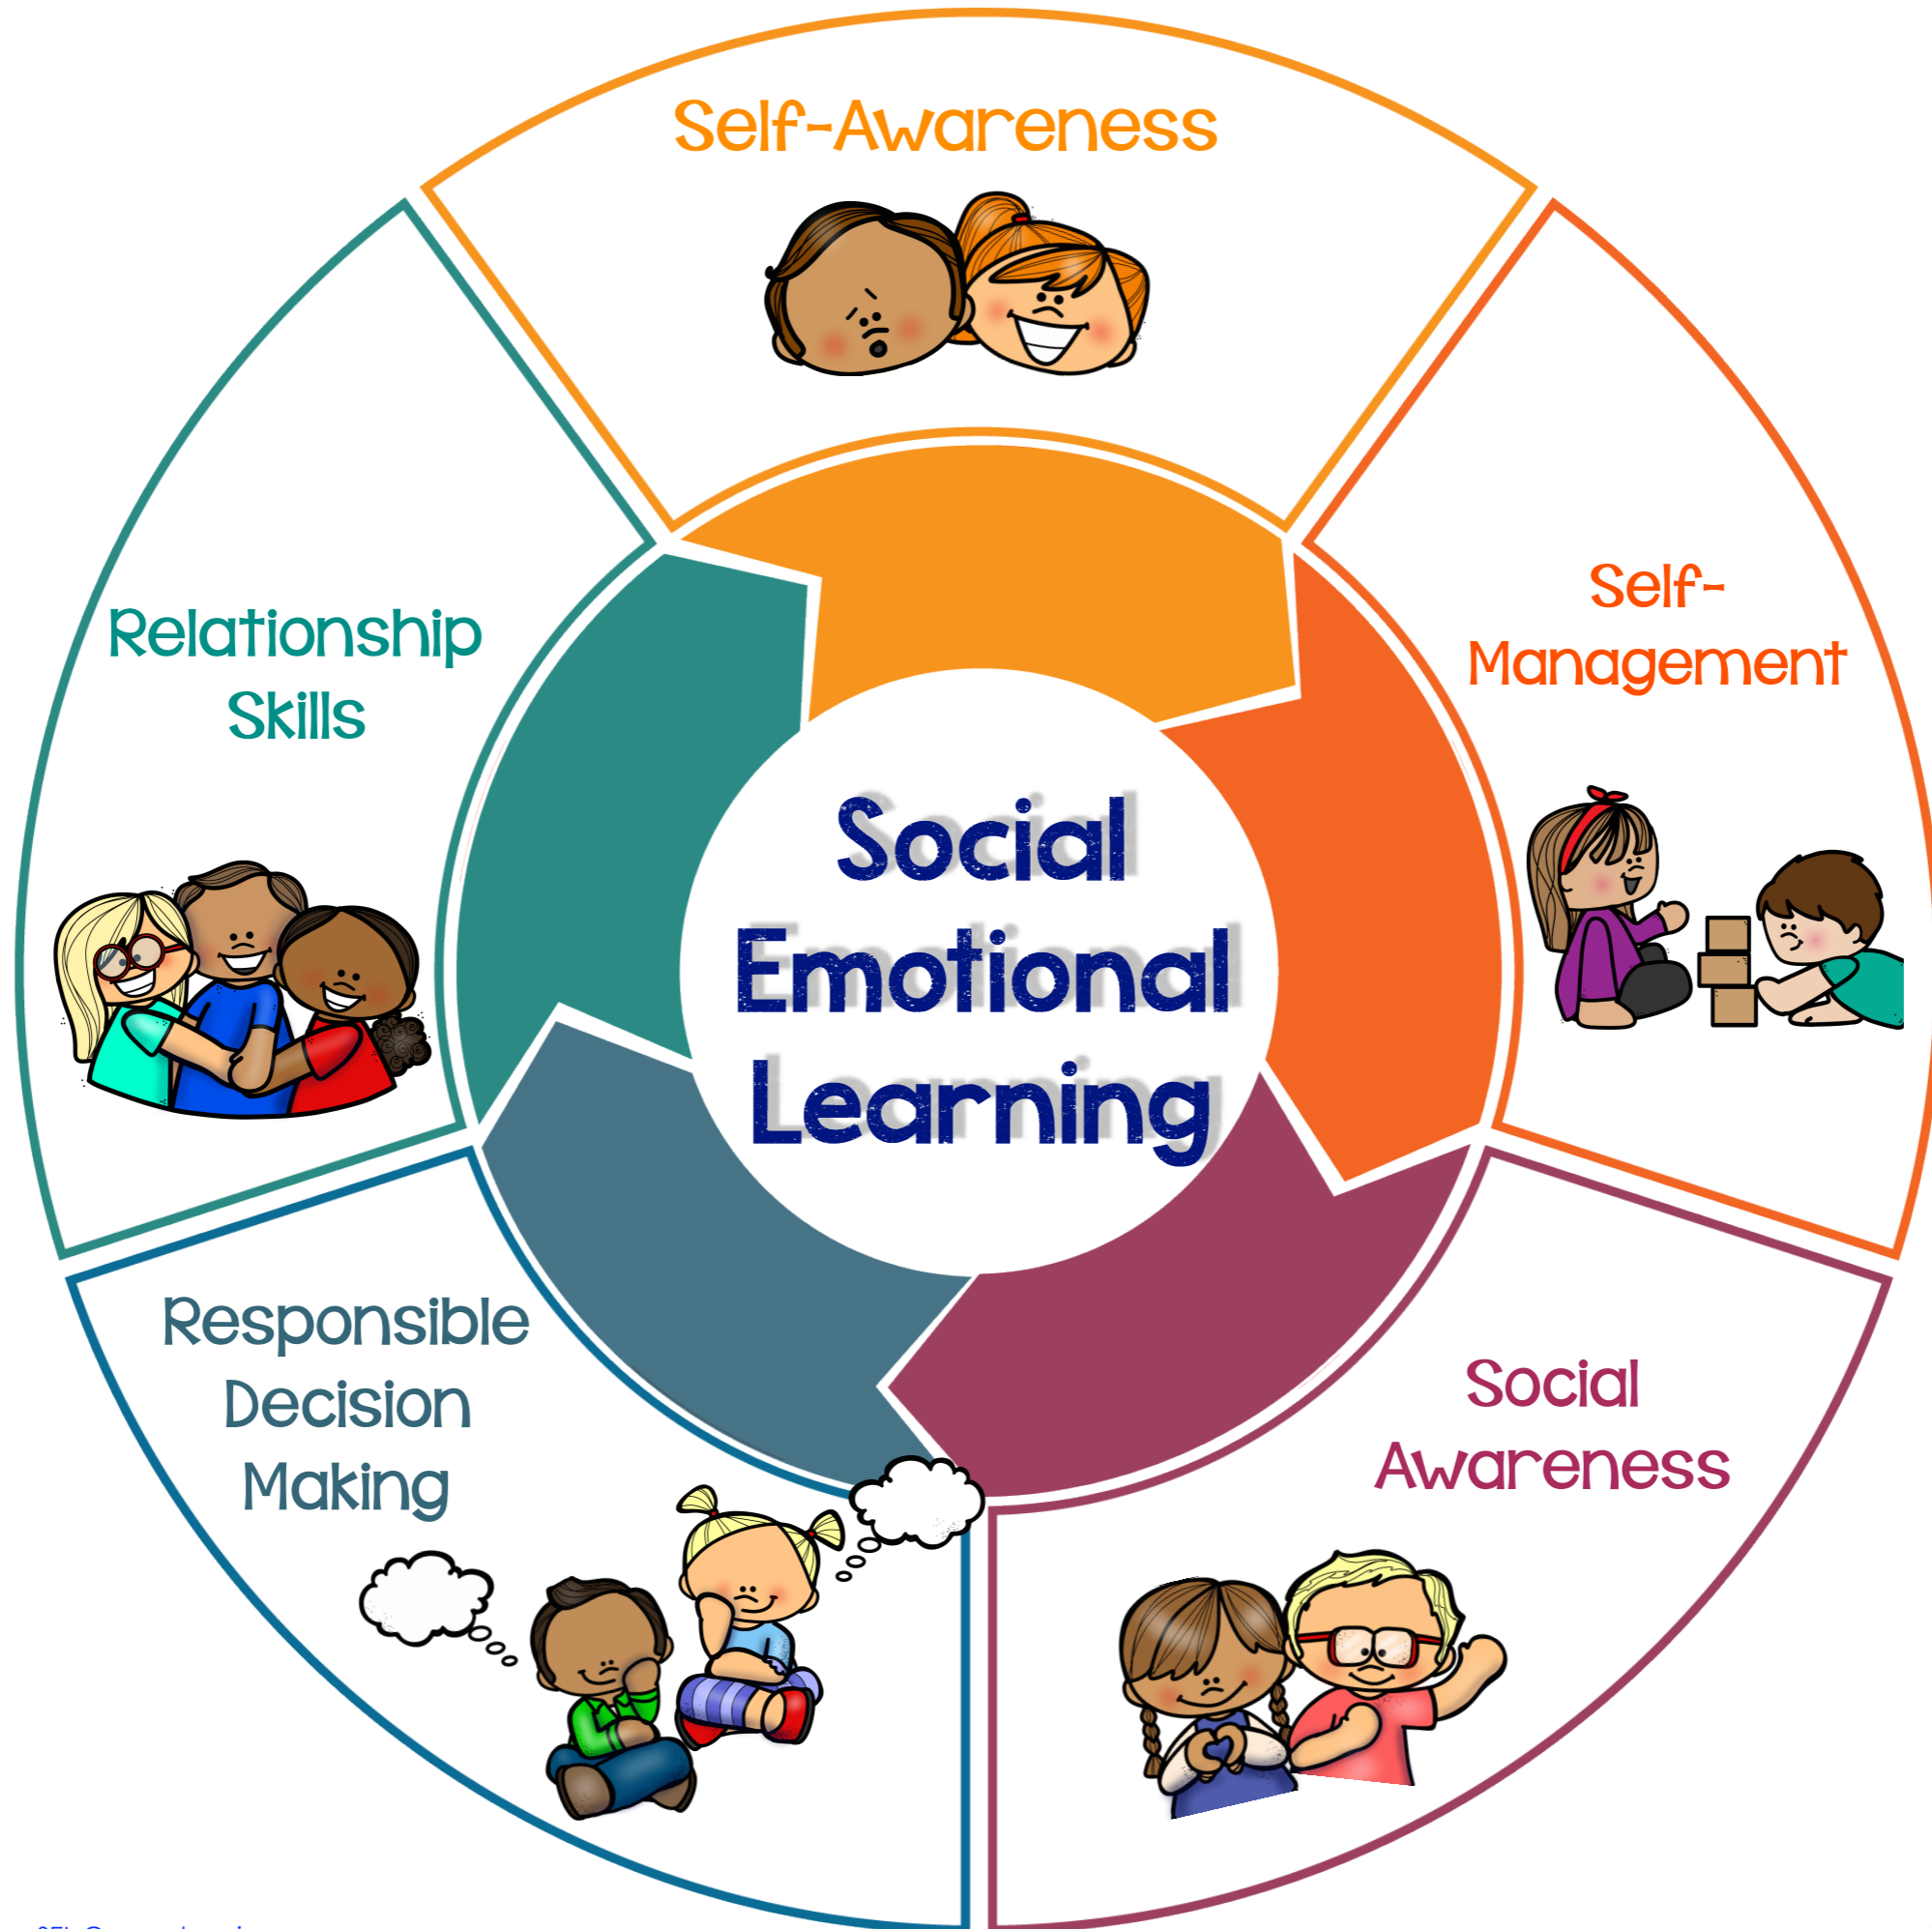 Self-Awareness
Self-
Management
Social
Awareness
Responsible
Decision
Making
Relationship
Skills
Social
Emotional
Learning